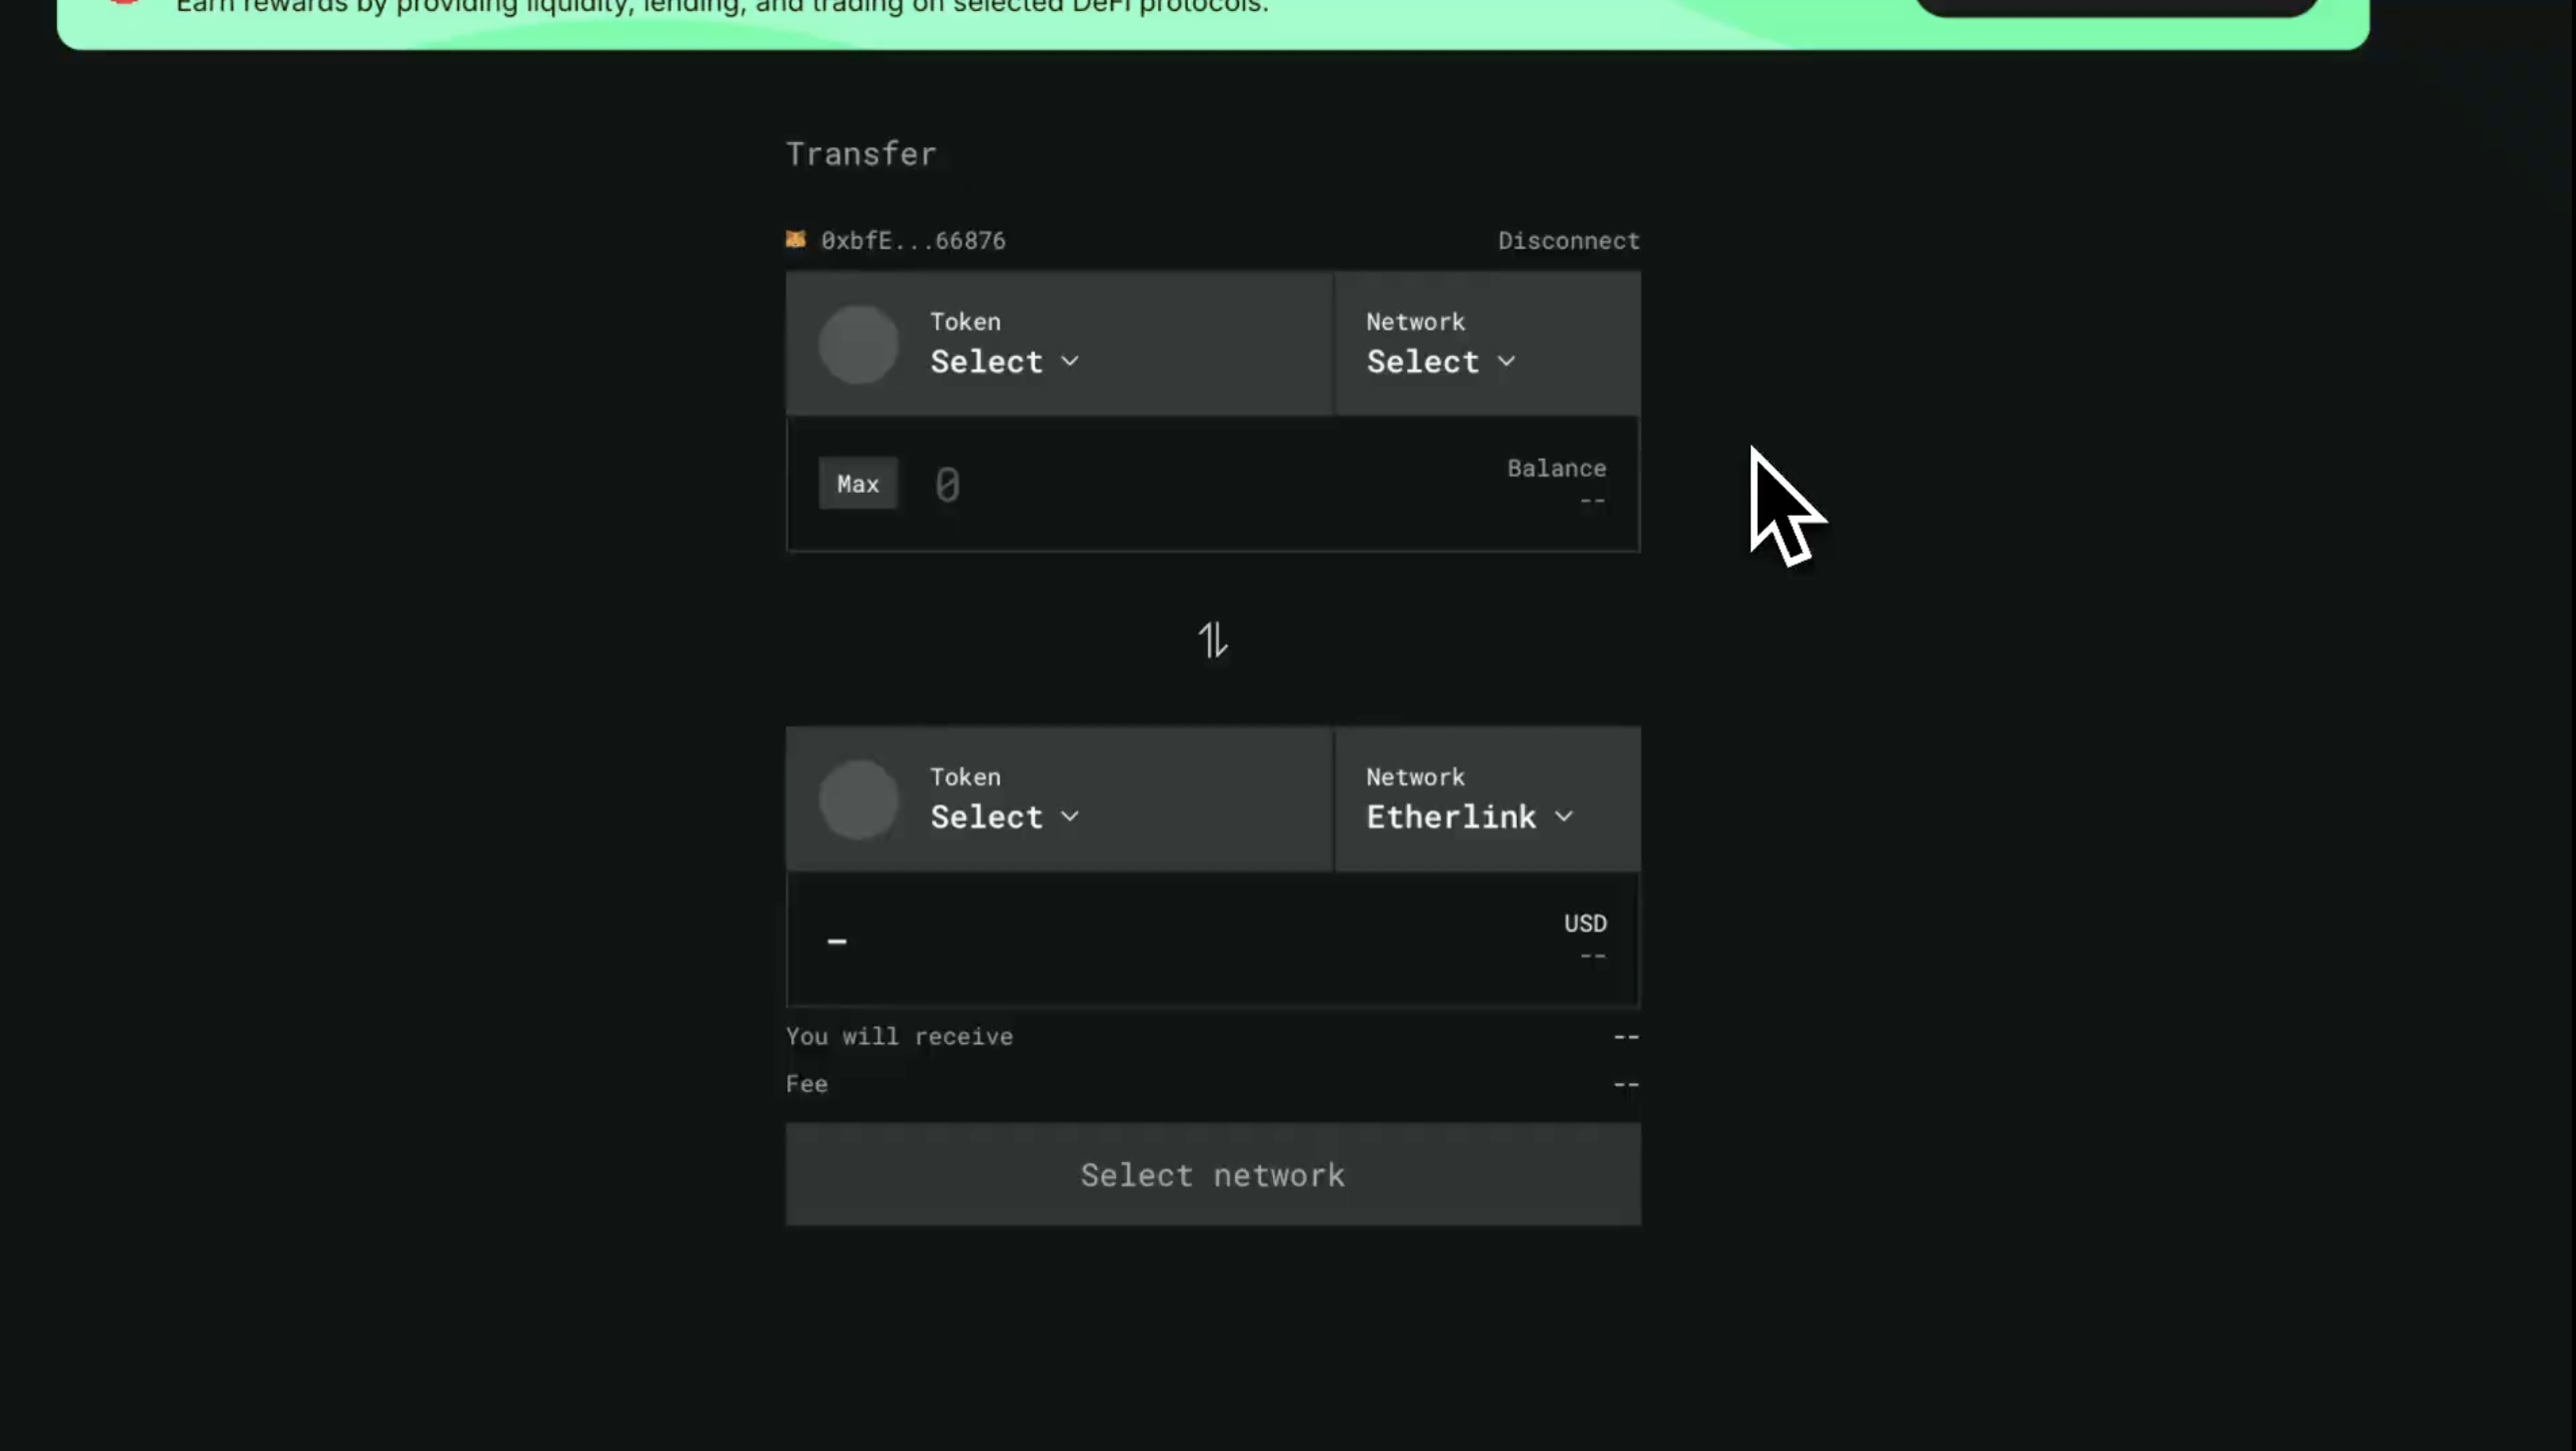 Earn rewards by providing liquidity, lending, and trading on selected DeFi protocols.
Transfer
0xbfE...66876 Disconnect
Token Network
Select Select
Max 0 Balance
--
Token Network
Select Etherlink
– USD
--
You will receive --
Fee --
Select network